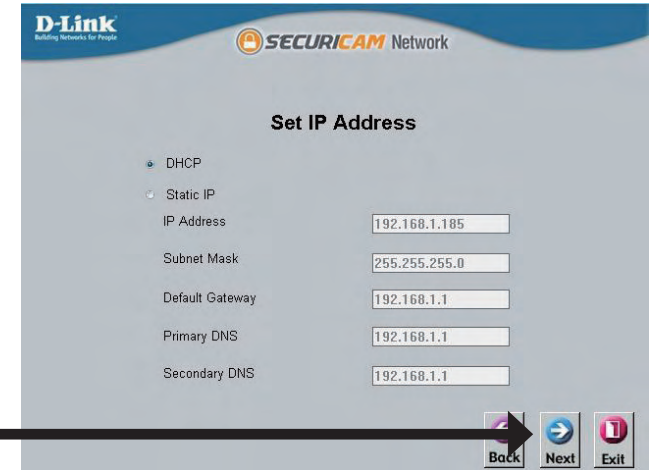 D-Link
Building Networks for People
SECURICAM Network
Set IP Address
DHCP
Static IP
IP Address 192.168.1.185
Subnet Mask 255.255.255.0
Default Gateway 192.168.1.1
Primary DNS 192.168.1.1
Secondary DNS 192.168.1.1
Back Next Exit